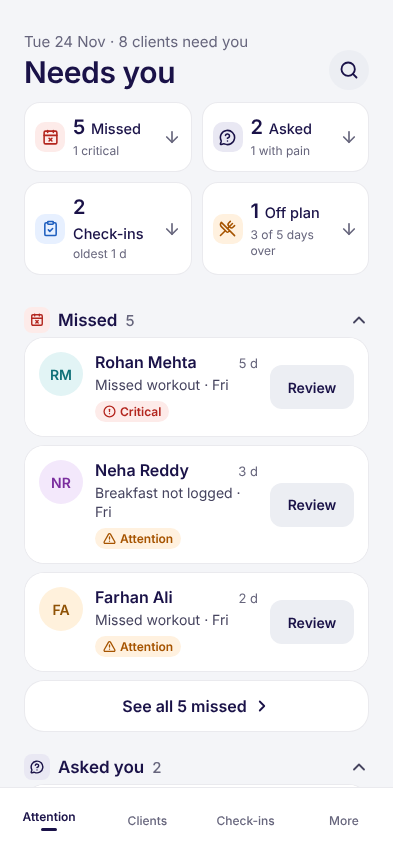 Tue 24 Nov · 8 clients need you
Needs you
5 Missed
1 critical
2 Asked
1 with pain
2
Check-ins
oldest 1 d
1 Off plan
3 of 5 days
over
Missed 5
Rohan Mehta 5 d
RM
Missed workout · Fri
Critical
Review
Neha Reddy 3 d
NR
Breakfast not logged ·
Fri
Attention
Review
Farhan Ali 2 d
FA
Missed workout · Fri
Attention
Review
See all 5 missed
Asked you 2
Attention
Clients
Check-ins
More